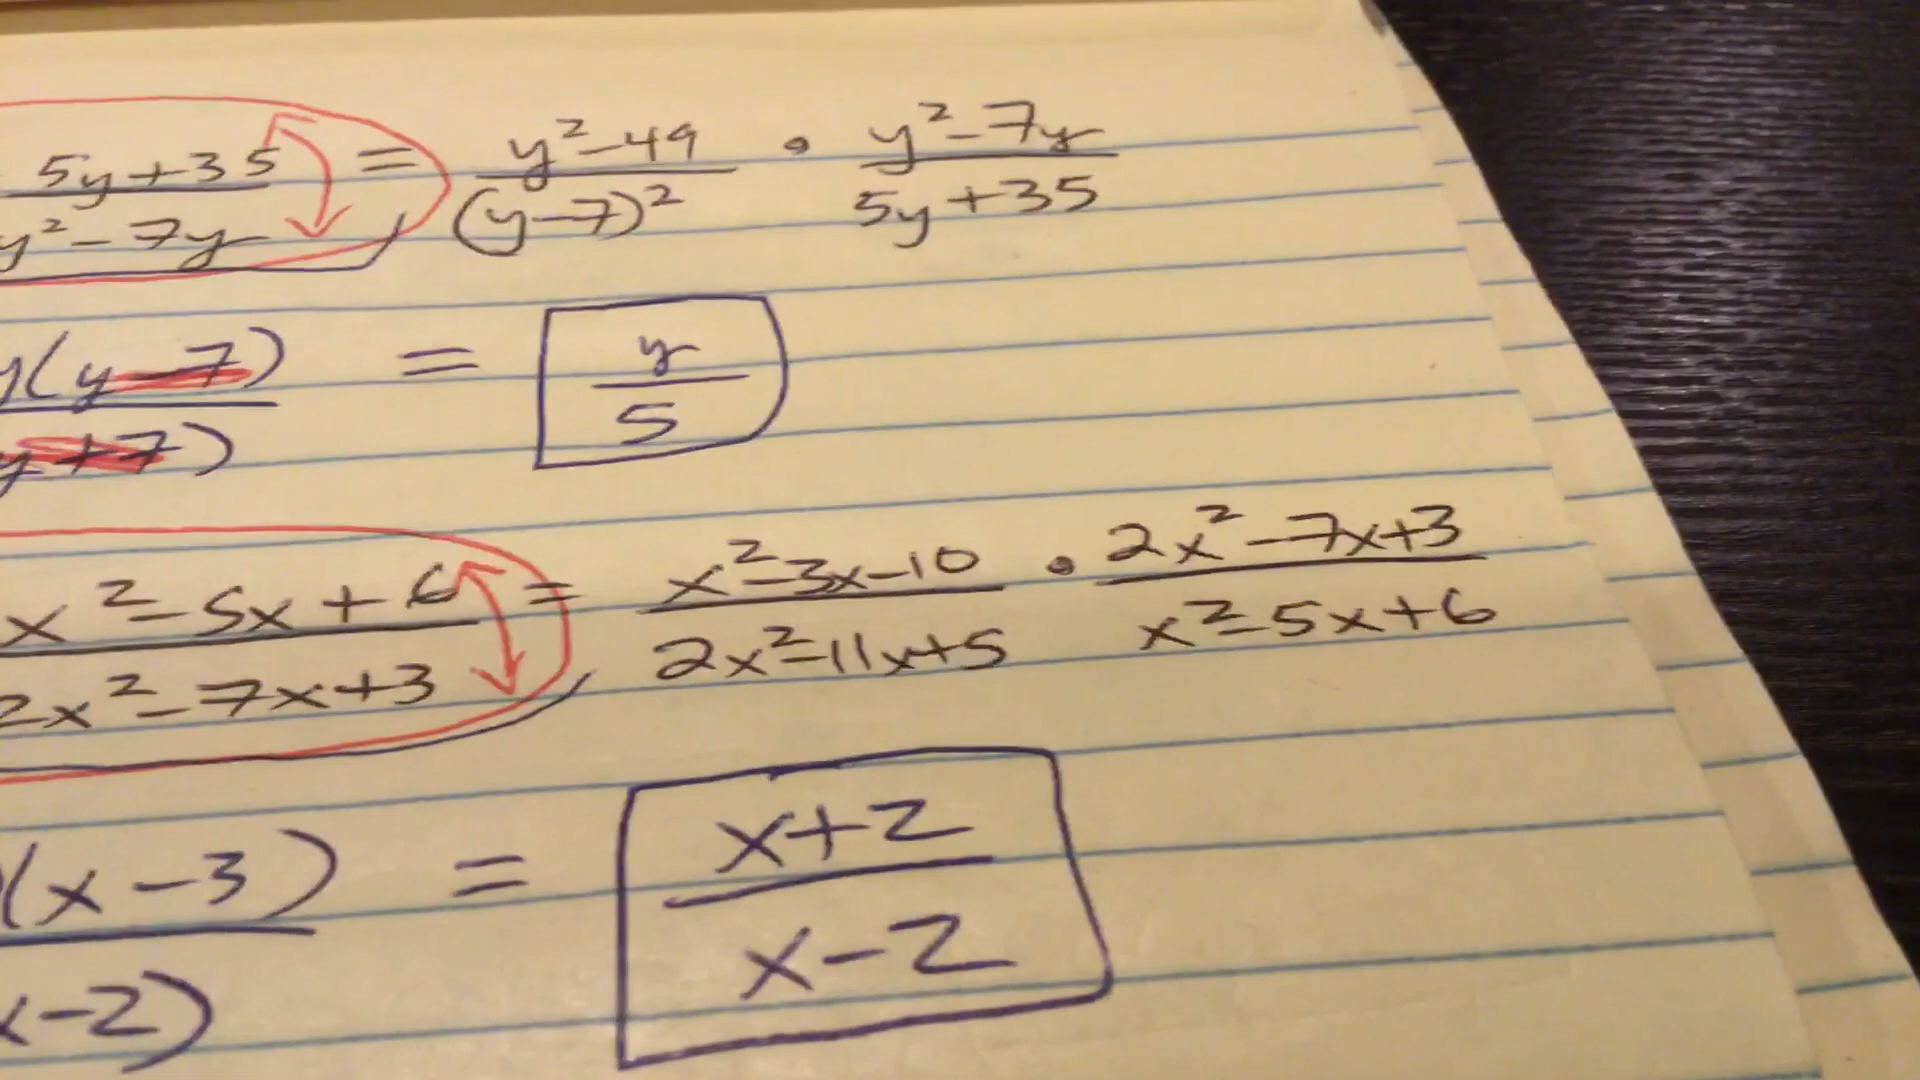 5y+35 = y²-49 • y²-7y
y²-7y (y-7)² 5y+35
y(y-7) = y
y+7) 5
x²-5x+6 = x²-3x-10 • 2x²-7x+3
2x²-7x+3 2x²-11x+5 x²-5x+6
)(x-3) = x+2
x-2) x-2